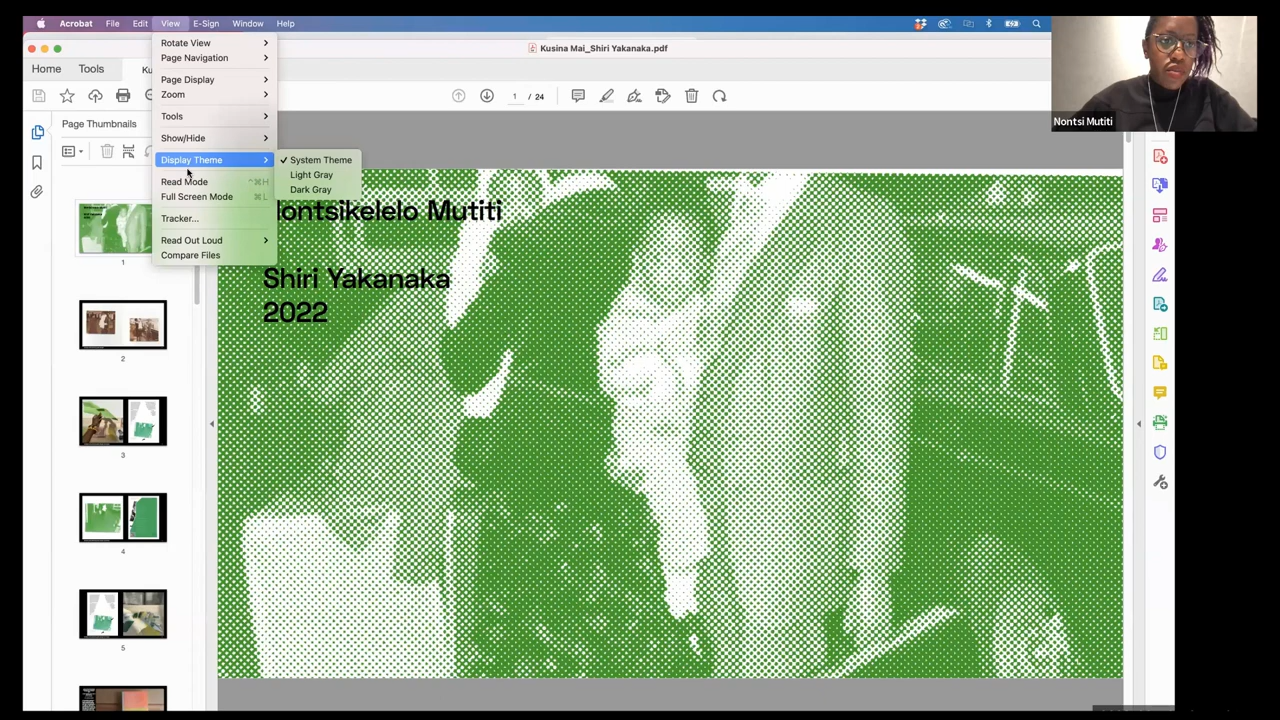 Acrobat File Edit View E-Sign Window Help
Kusina Mai_Shiri Yakanaka.pdf
Home Tools
1 / 24
Page Thumbnails
Rotate View
Page Navigation
Page Display
Zoom
Tools
Show/Hide
Display Theme
System Theme
Light Gray
Dark Gray
Read Mode ^⌘H
Full Screen Mode ⌘L
Tracker...
Read Out Loud
Compare Files
Nontsi Mutiti
Nontsikelelo Mutiti
Shiri Yakanaka
2022
1
2
3
4
5